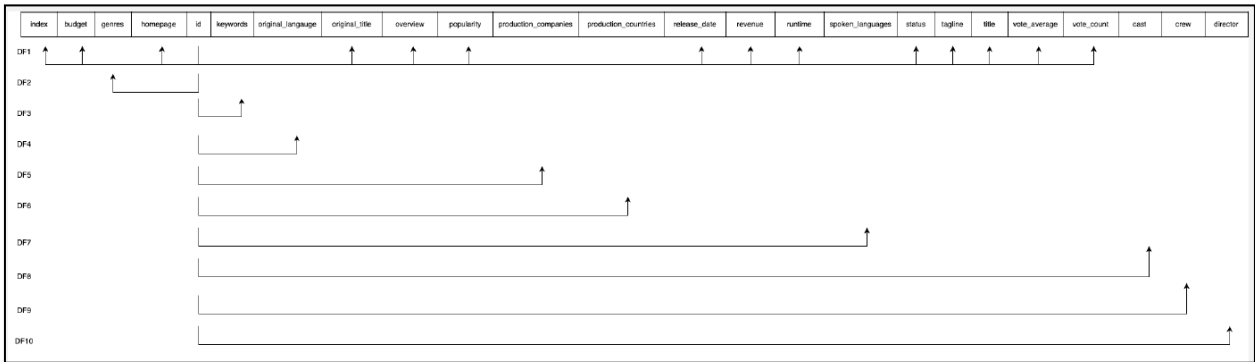 index budget genres homepage id keywords original_langauge original_title overview popularity production_companies production_countries release_date revenue runtime spoken_languages status tagline title vote_average vote_count cast crew director
DF1
DF2
DF3
DF4
DF5
DF6
DF7
DF8
DF9
DF10